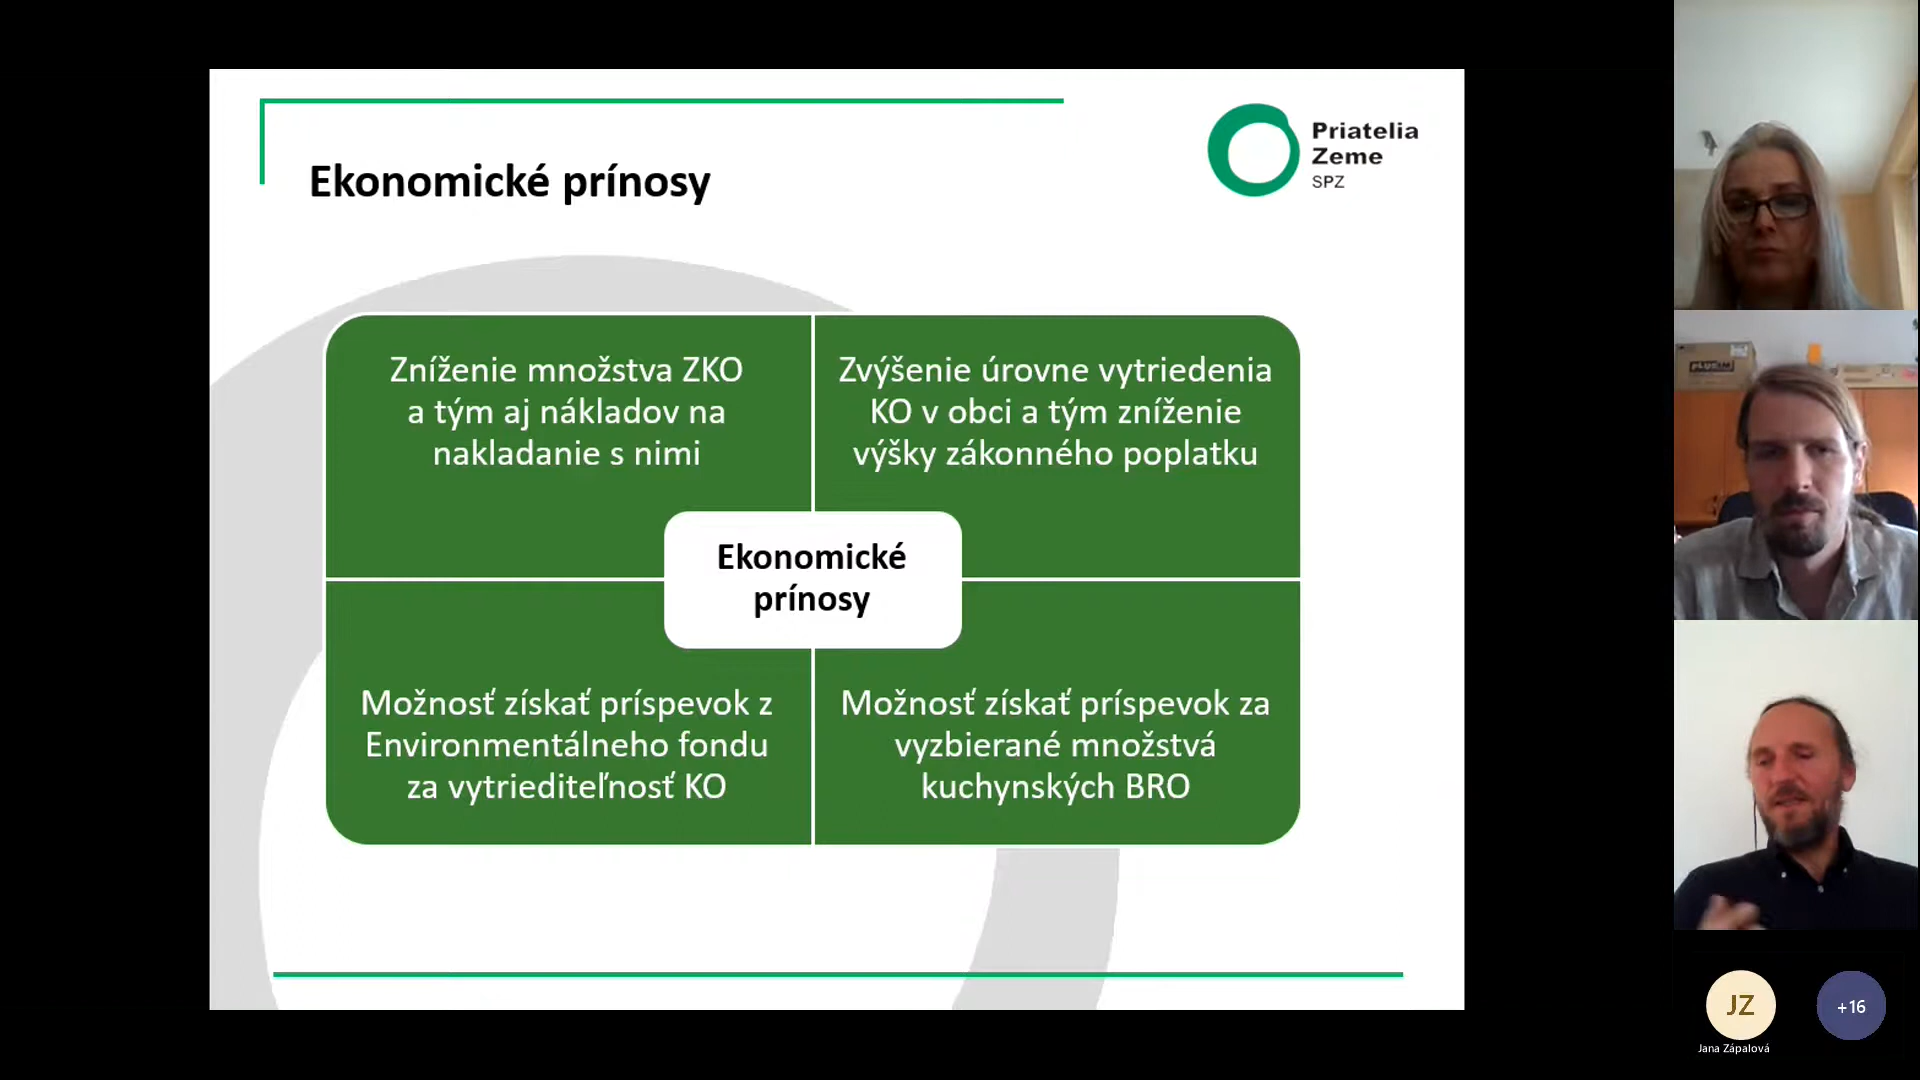 Ekonomické prínosy
Priatelia
Zeme
SPZ
Zníženie množstva ZKO
a tým aj nákladov na
nakladanie s nimi
Zvýšenie úrovne vytriedenia
KO v obci a tým zníženie
výšky zákonného poplatku
Ekonomické
prínosy
Možnosť získať príspevok z
Environmentálneho fondu
za vytriediteľnosť KO
Možnosť získať príspevok za
vyzbierané množstvá
kuchynských BRO
JZ
Jana Zápalová
+16